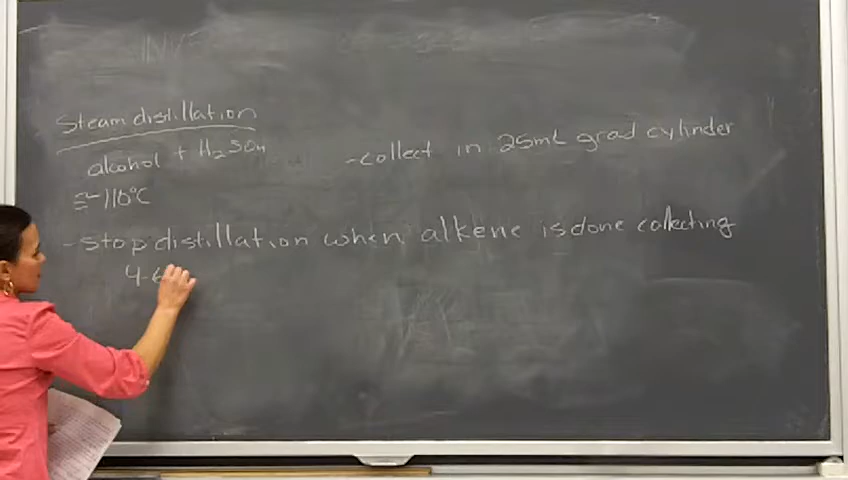 Steam distillation
alcohol + H₂SO₄
-collect in 25mL grad cylinder
≈ 110°C
- stop distillation when alkene is done collecting
4-6